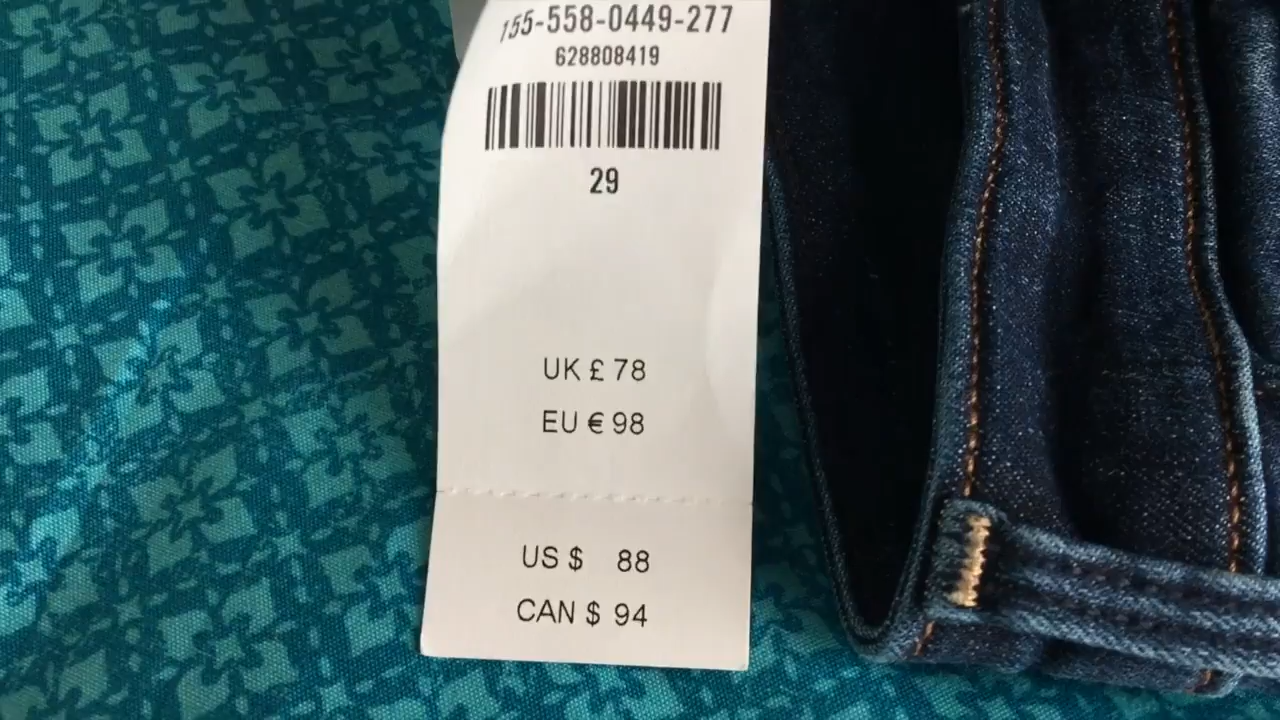 155-558-0449-277
628808419
29
UK £ 78
EU € 98
US $ 88
CAN $ 94